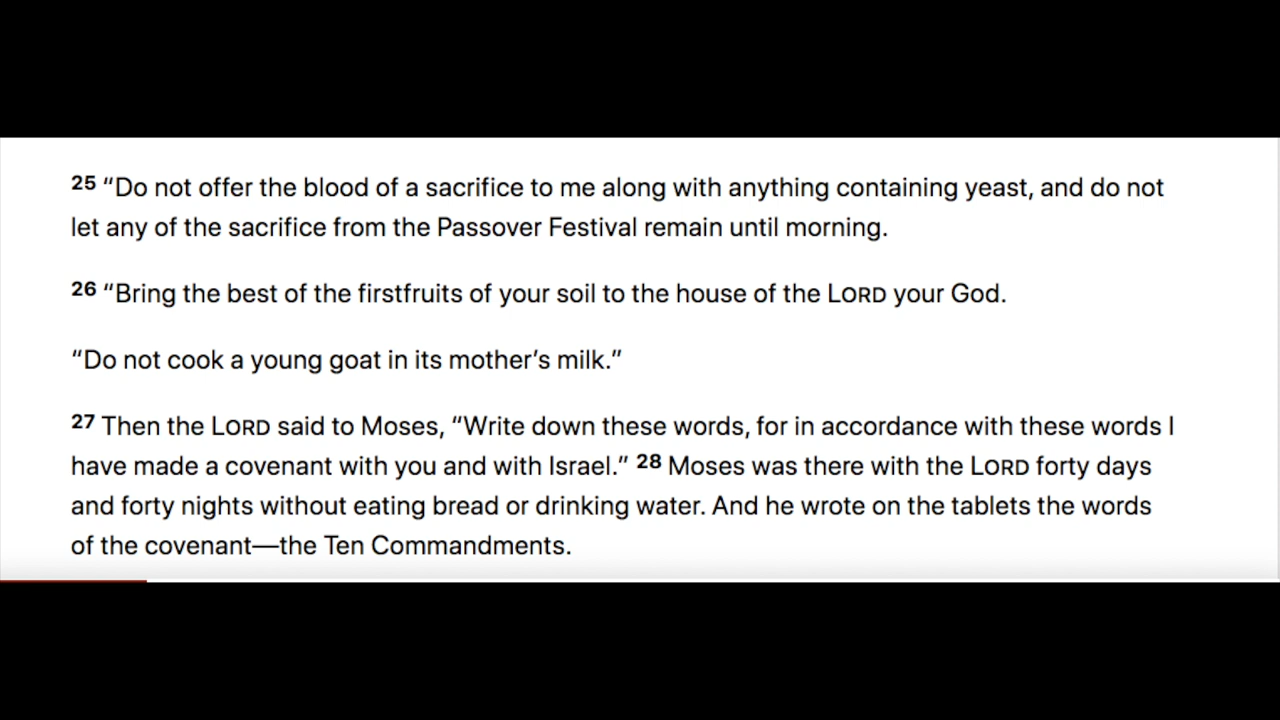 25 “Do not offer the blood of a sacrifice to me along with anything containing yeast, and do not
let any of the sacrifice from the Passover Festival remain until morning.
26 “Bring the best of the firstfruits of your soil to the house of the LORD your God.
“Do not cook a young goat in its mother’s milk.”
27 Then the LORD said to Moses, “Write down these words, for in accordance with these words I
have made a covenant with you and with Israel.” 28 Moses was there with the LORD forty days
and forty nights without eating bread or drinking water. And he wrote on the tablets the words
of the covenant—the Ten Commandments.